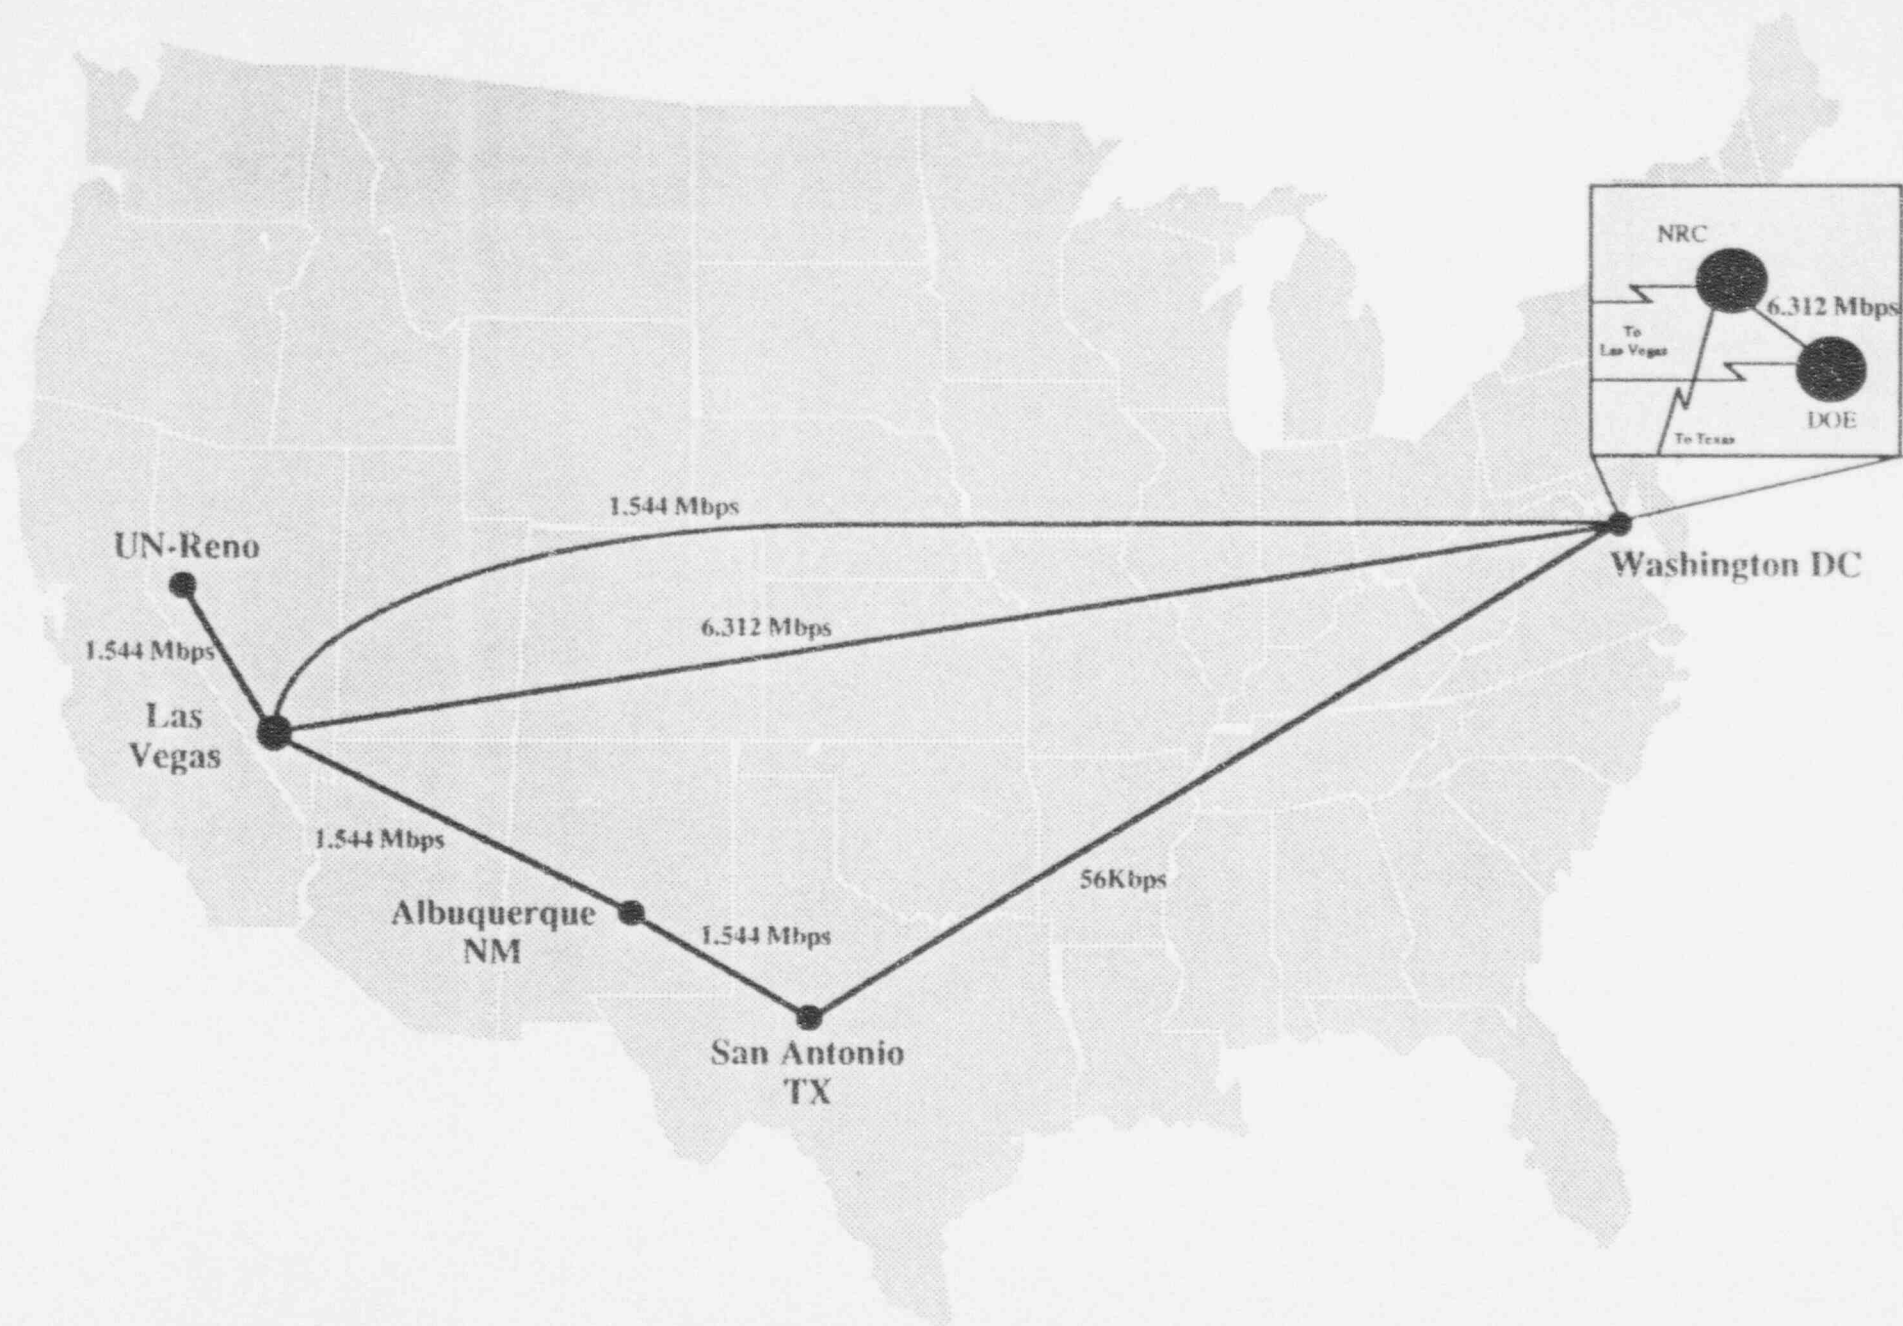 NRC
6.312 Mbps
To
Las Vegas
DOE
To Texas
1.544 Mbps
UN-Reno
Washington DC
6.312 Mbps
1.544 Mbps
Las
Vegas
1.544 Mbps
56Kbps
Albuquerque
NM
1.544 Mbps
San Antonio
TX